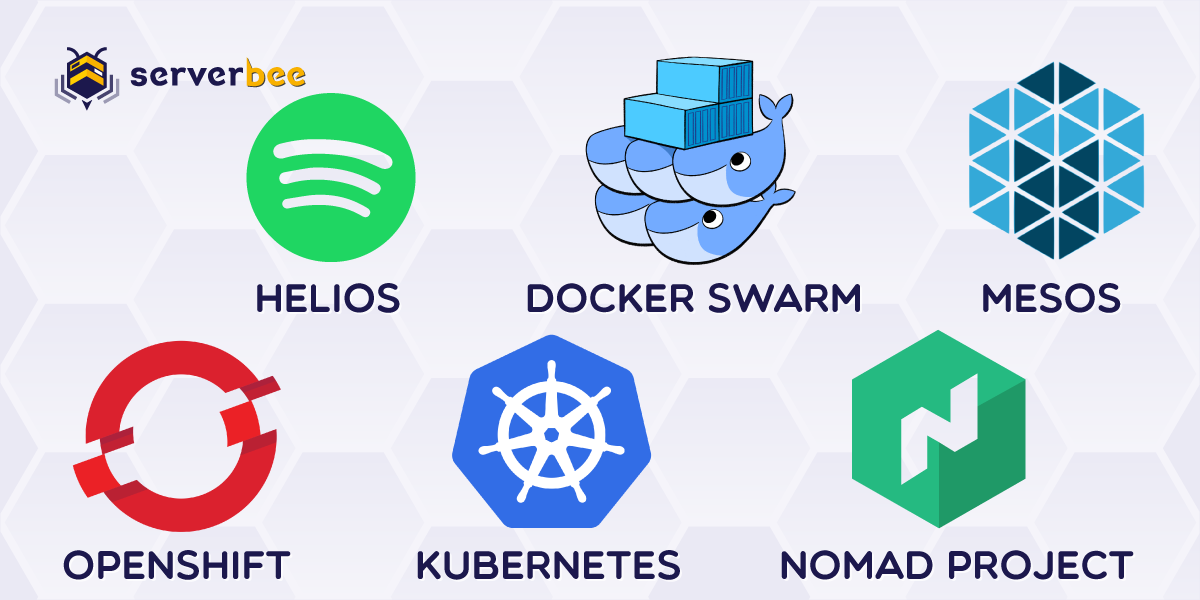 serverbee
HELIOS
DOCKER SWARM
MESOS
OPENSHIFT
KUBERNETES
NOMAD PROJECT